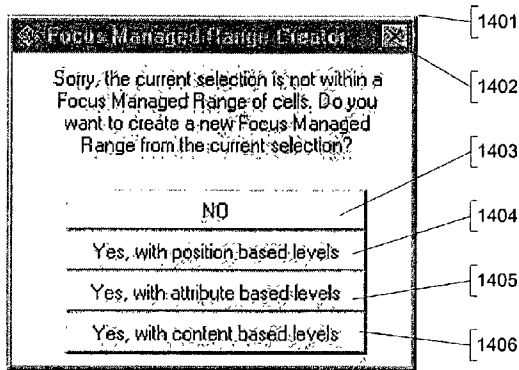 Focus Managed Range Creator
Sorry, the current selection is not within a
Focus Managed Range of cells. Do you
want to create a new Focus Managed
Range from the current selection?
NO
Yes, with position based levels
Yes, with attribute based levels
Yes, with content based levels
1401
1402
1403
1404
1405
1406